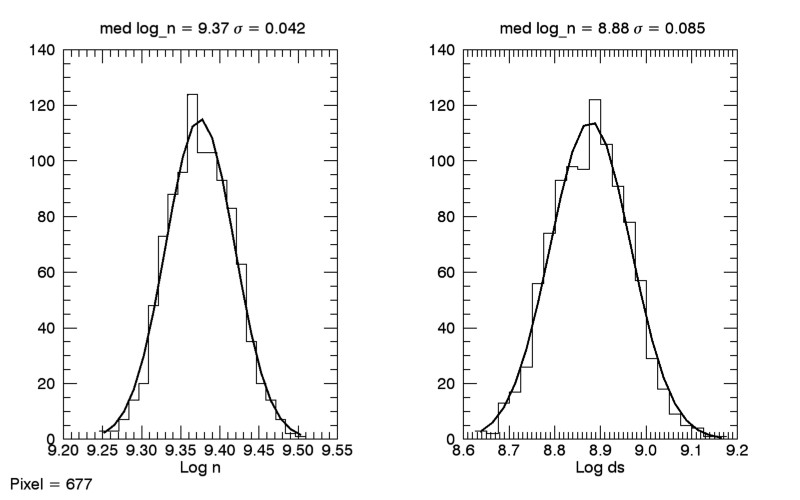 med log_n = 9.37 σ = 0.042
140
120
100
80
60
40
20
0
9.20 9.25 9.30 9.35 9.40 9.45 9.50 9.55
Log n
med log_n = 8.88 σ = 0.085
140
120
100
80
60
40
20
0
8.6 8.7 8.8 8.9 9.0 9.1 9.2
Log ds
Pixel = 677